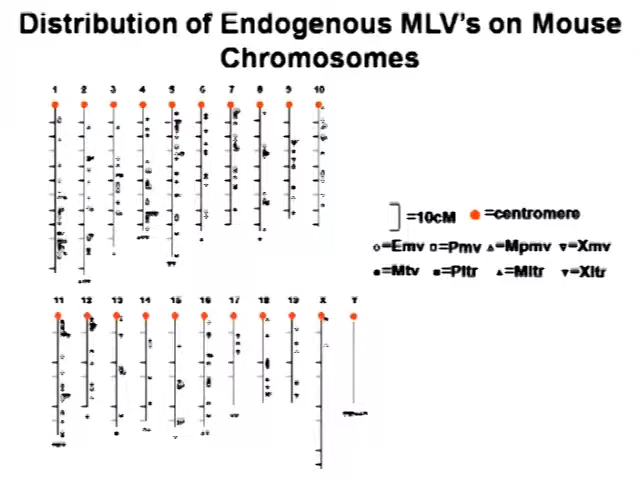 Distribution of Endogenous MLV's on Mouse
Chromosomes
1 2 3 4 5 6 7 8 9 10
=10cM =centromere
=Emv =Pmv =Mpmv =Xmv
=Mtv =Pltr =Mltr =Xltr
11 12 13 14 15 16 17 18 19 X Y